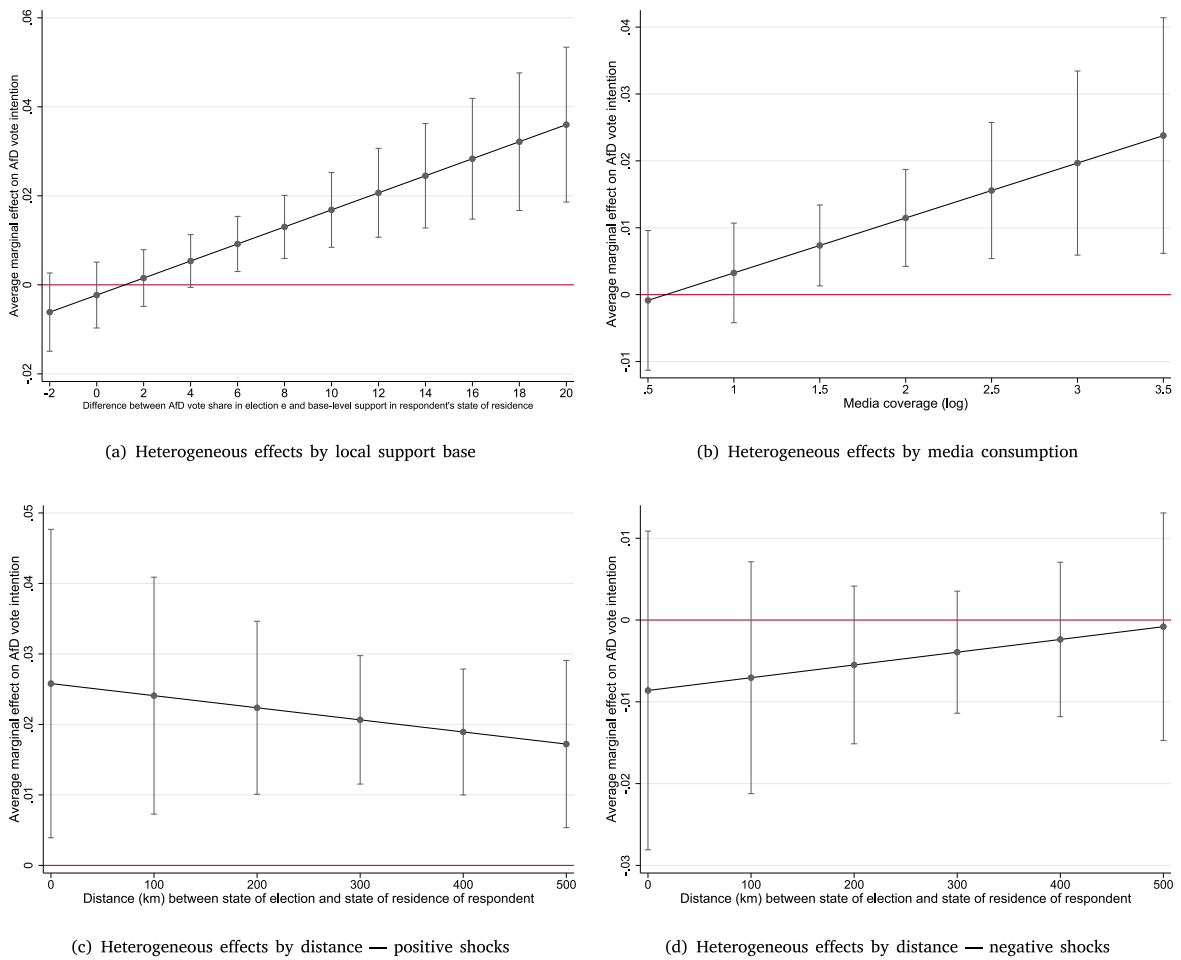 Average marginal effect on AfD vote intention
.06
.04
.02
0
-.02
-2 0 2 4 6 8 10 12 14 16 18 20
Difference between AfD vote share in election e and base-level support in respondent's state of residence
(a) Heterogeneous effects by local support base
Average marginal effect on AfD vote intention
.04
.03
.02
.01
0
-.01
.5 1 1.5 2 2.5 3 3.5
Media coverage (log)
(b) Heterogeneous effects by media consumption
Average marginal effect on AfD vote intention
.05
.04
.03
.02
.01
0
0 100 200 300 400 500
Distance (km) between state of election and state of residence of respondent
(c) Heterogeneous effects by distance — positive shocks
Average marginal effect on AfD vote intention
.01
0
-.01
-.02
-.03
0 100 200 300 400 500
Distance (km) between state of election and state of residence of respondent
(d) Heterogeneous effects by distance — negative shocks